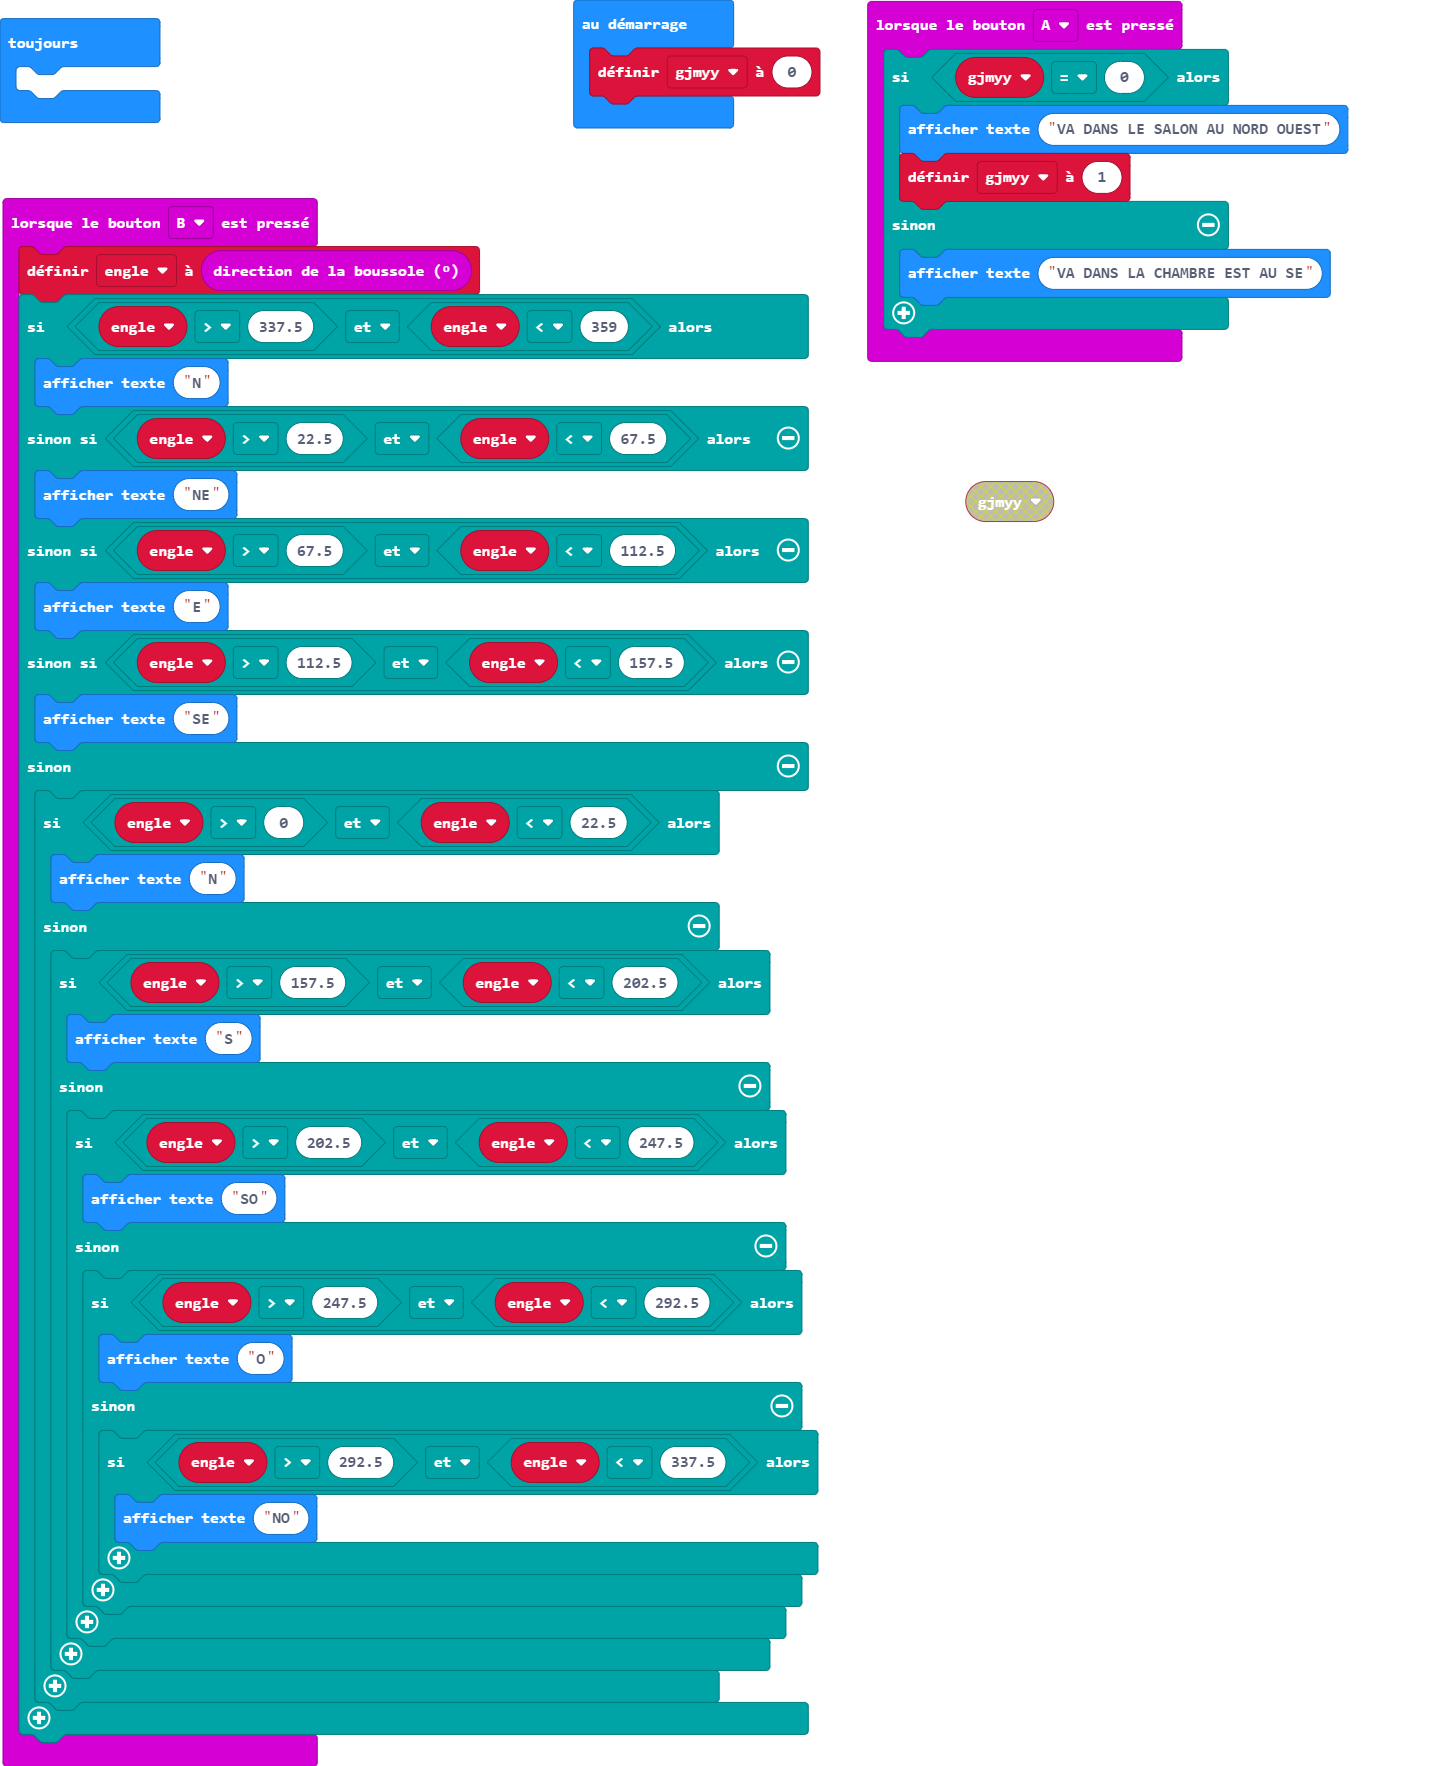 toujours
au démarrage
définir gjmyy à 0
lorsque le bouton A est pressé
si gjmyy = 0 alors
afficher texte "VA DANS LE SALON AU NORD OUEST"
définir gjmyy à 1
sinon
afficher texte "VA DANS LA CHAMBRE EST AU SE"
gjmyy
lorsque le bouton B est pressé
définir engle à direction de la boussole (°)
si engle > 337.5 et engle < 359 alors
afficher texte "N"
sinon si engle > 22.5 et engle < 67.5 alors
afficher texte "NE"
sinon si engle > 67.5 et engle < 112.5 alors
afficher texte "E"
sinon si engle > 112.5 et engle < 157.5 alors
afficher texte "SE"
sinon
si engle > 0 et engle < 22.5 alors
afficher texte "N"
sinon
si engle > 157.5 et engle < 202.5 alors
afficher texte "S"
sinon
si engle > 202.5 et engle < 247.5 alors
afficher texte "SO"
sinon
si engle > 247.5 et engle < 292.5 alors
afficher texte "O"
sinon
si engle > 292.5 et engle < 337.5 alors
afficher texte "NO"